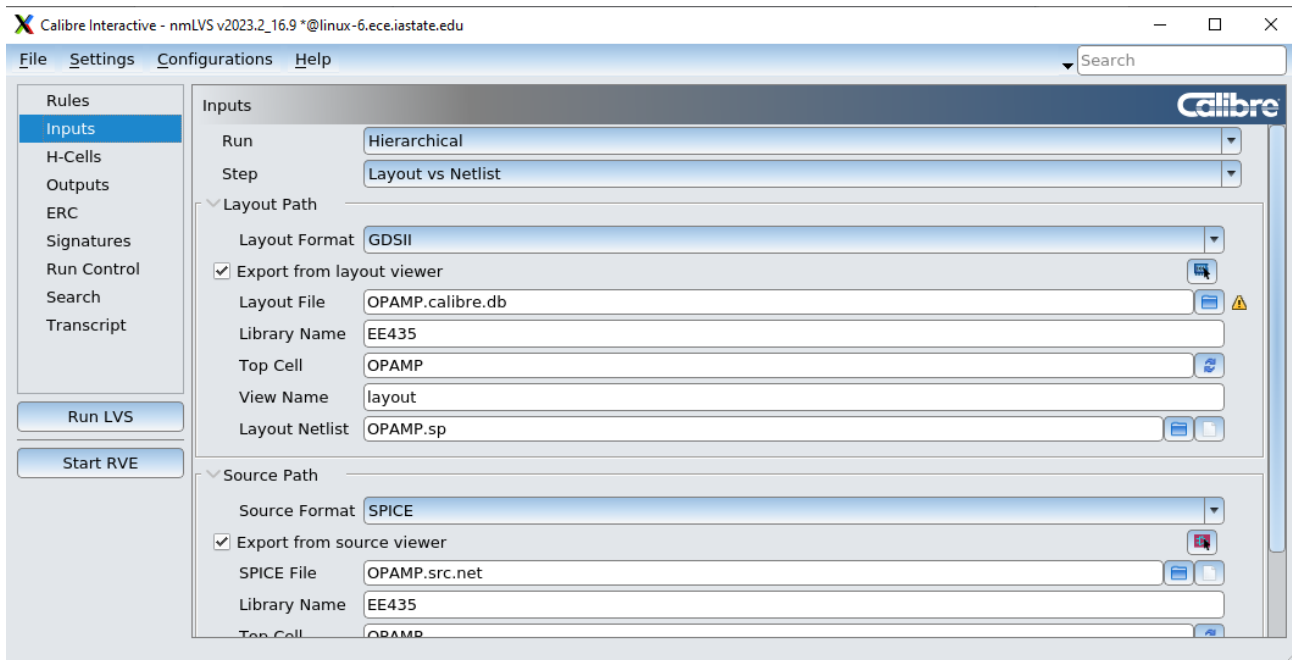 Calibre Interactive - nmLVS v2023.2_16.9 *@linux-6.ece.iastate.edu
File Settings Configurations Help
Search
Rules
Inputs
H-Cells
Outputs
ERC
Signatures
Run Control
Search
Transcript
Run LVS
Start RVE
Inputs
Calibre
Run Hierarchical
Step Layout vs Netlist
Layout Path
Layout Format GDSII
Export from layout viewer
Layout File OPAMP.calibre.db
Library Name EE435
Top Cell OPAMP
View Name layout
Layout Netlist OPAMP.sp
Source Path
Source Format SPICE
Export from source viewer
SPICE File OPAMP.src.net
Library Name EE435
Top Cell OPAMP